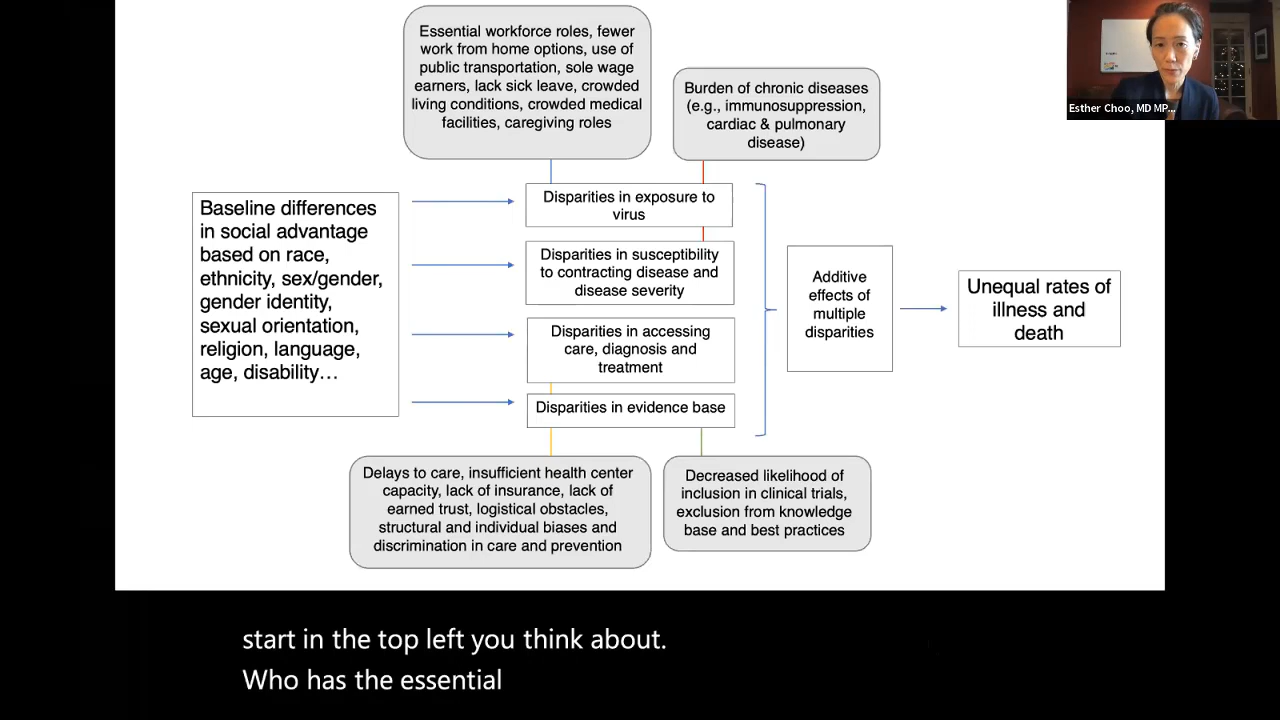 Essential workforce roles, fewer
work from home options, use of
public transportation, sole wage
earners, lack sick leave, crowded
living conditions, crowded medical
facilities, caregiving roles
Burden of chronic diseases
(e.g., immunosuppression,
cardiac & pulmonary
disease)
Esther Choo, MD MP...
Baseline differences
in social advantage
based on race,
ethnicity, sex/gender,
gender identity,
sexual orientation,
religion, language,
age, disability…
Disparities in exposure to
virus
Disparities in susceptibility
to contracting disease and
disease severity
Disparities in accessing
care, diagnosis and
treatment
Disparities in evidence base
Additive
effects of
multiple
disparities
Unequal rates of
illness and
death
Delays to care, insufficient health center
capacity, lack of insurance, lack of
earned trust, logistical obstacles,
structural and individual biases and
discrimination in care and prevention
Decreased likelihood of
inclusion in clinical trials,
exclusion from knowledge
base and best practices
start in the top left you think about.
Who has the essential